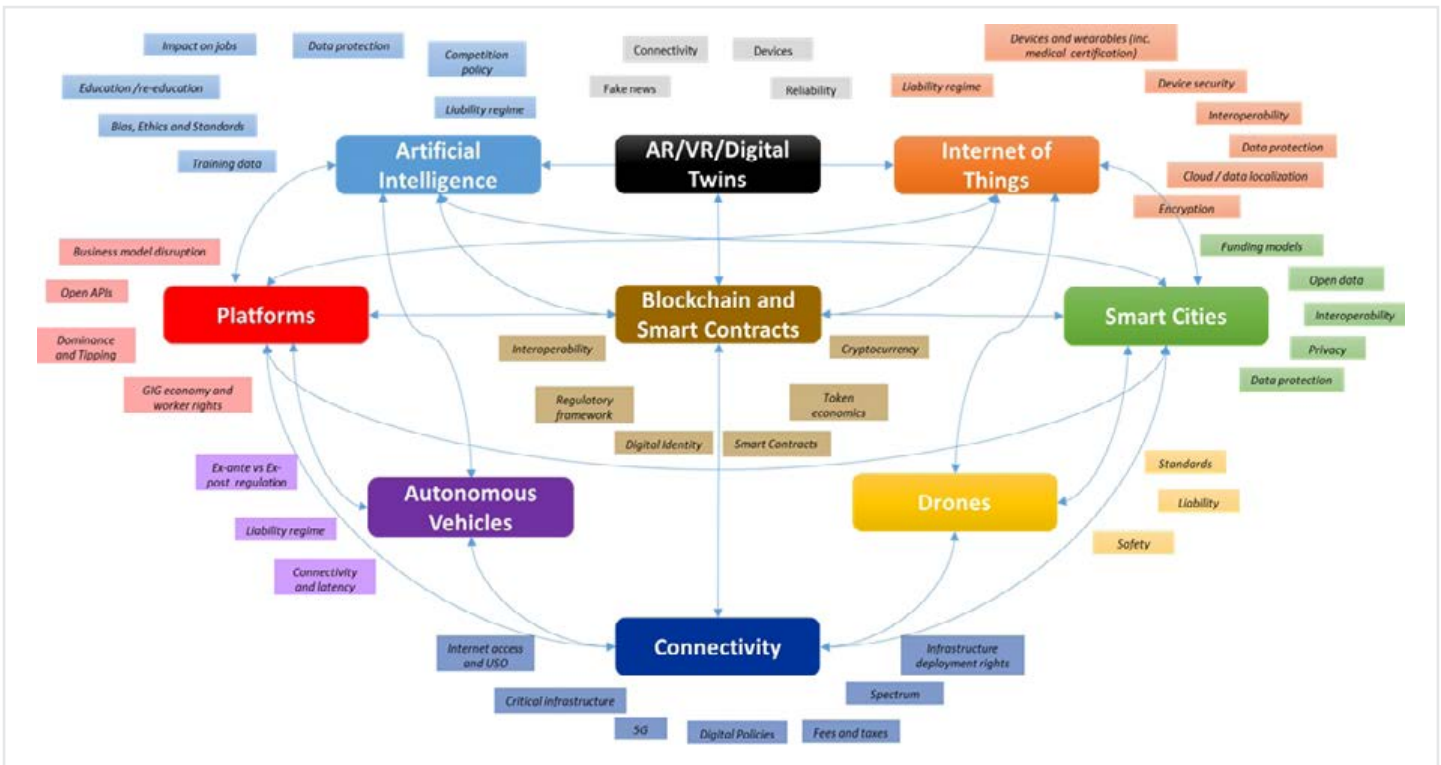 Impact on jobs
Data protection
Competition
policy
Connectivity
Devices
Devices and wearables (inc.
medical certification)
Education /re-education
Fake news
Reliability
Liability regime
Device security
Liability regime
Interoperability
Bias, Ethics and Standards
Training data
Data protection
Artificial
Intelligence
AR/VR/Digital
Twins
Internet of
Things
Cloud / data localization
Encryption
Business model disruption
Funding models
Open APIs
Open data
Platforms
Blockchain and
Smart Contracts
Smart Cities
Interoperability
Dominance
and Tipping
Interoperability
Cryptocurrency
Privacy
Data protection
GIG economy and
worker rights
Regulatory
framework
Token
economics
Digital Identity
Smart Contracts
Ex-ante vs Ex-
post regulation
Standards
Autonomous
Vehicles
Drones
Liability
Liability regime
Safety
Connectivity
and latency
Internet access
and USO
Connectivity
Infrastructure
deployment rights
Critical infrastructure
Spectrum
5G
Digital Policies
Fees and taxes